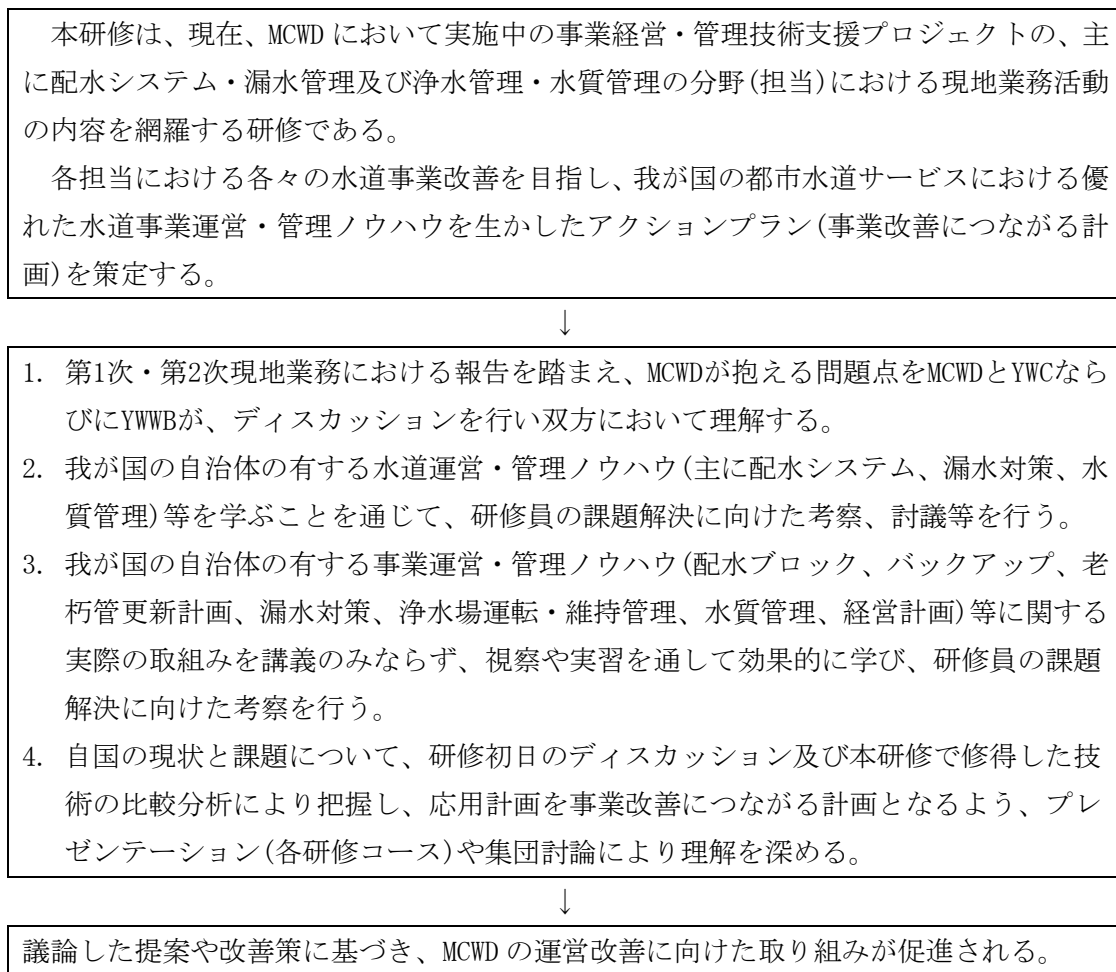 本研修は、現在、MCWD において実施中の事業経営・管理技術支援プロジェクトの、主
に配水システム・漏水管理及び浄水管理・水質管理の分野(担当)における現地業務活動
の内容を網羅する研修である。
　各担当における各々の水道事業改善を目指し、我が国の都市水道サービスにおける優
れた水道事業運営・管理ノウハウを生かしたアクションプラン(事業改善につながる計
画)を策定する。
↓
1. 第1次・第2次現地業務における報告を踏まえ、MCWDが抱える問題点をMCWDとYWCなら
びにYWWBが、ディスカッションを行い双方において理解する。
2. 我が国の自治体の有する水道運営・管理ノウハウ(主に配水システム、漏水対策、水
質管理)等を学ぶことを通じて、研修員の課題解決に向けた考察、討議等を行う。
3. 我が国の自治体の有する事業運営・管理ノウハウ(配水ブロック、バックアップ、老
朽管更新計画、漏水対策、浄水場運転・維持管理、水質管理、経営計画)等に関する
実際の取組みを講義のみならず、視察や実習を通して効果的に学び、研修員の課題
解決に向けた考察を行う。
4. 自国の現状と課題について、研修初日のディスカッション及び本研修で修得した技
術の比較分析により把握し、応用計画を事業改善につながる計画となるよう、プレ
ゼンテーション(各研修コース)や集団討論により理解を深める。
↓
議論した提案や改善策に基づき、MCWD の運営改善に向けた取り組みが促進される。